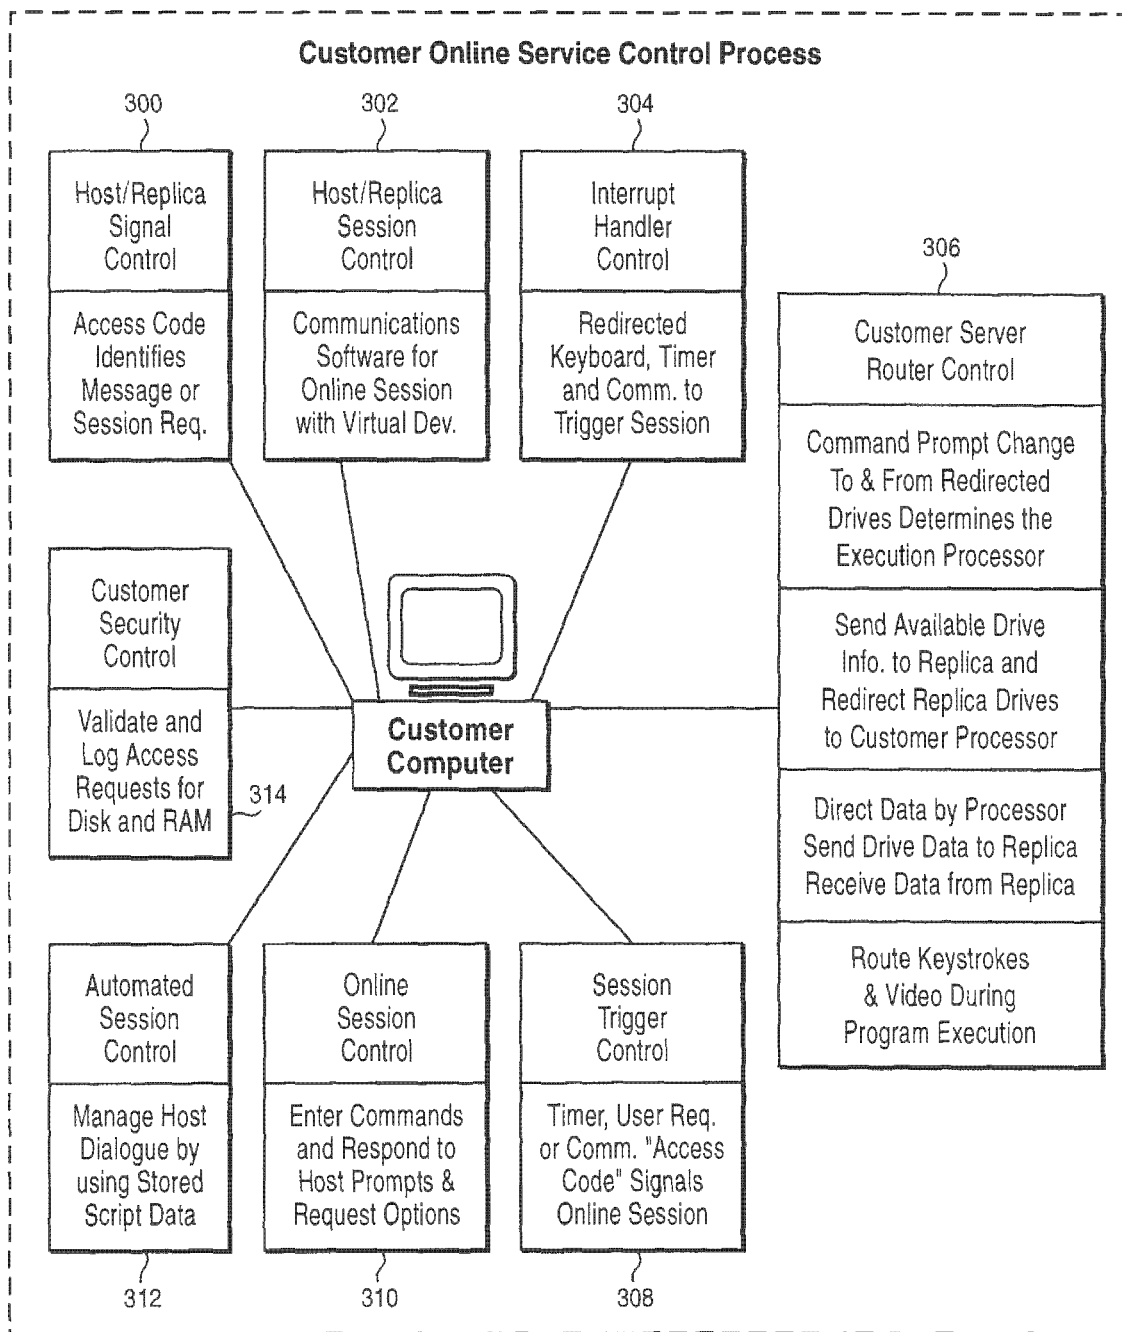 Customer Online Service Control Process
300
Host/Replica
Signal
Control
Access Code
Identifies
Message or
Session Req.
302
Host/Replica
Session
Control
Communications
Software for
Online Session
with Virtual Dev.
304
Interrupt
Handler
Control
Redirected
Keyboard, Timer
and Comm. to
Trigger Session
306
Customer Server
Router Control
Command Prompt Change
To & From Redirected
Drives Determines the
Execution Processor
Send Available Drive
Info. to Replica and
Redirect Replica Drives
to Customer Processor
Direct Data by Processor
Send Drive Data to Replica
Receive Data from Replica
Route Keystrokes
& Video During
Program Execution
Customer
Security
Control
Validate and
Log Access
Requests for
Disk and RAM
314
Customer
Computer
Automated
Session
Control
Manage Host
Dialogue by
using Stored
Script Data
312
Online
Session
Control
Enter Commands
and Respond to
Host Prompts &
Request Options
310
Session
Trigger
Control
Timer, User Req.
or Comm. "Access
Code" Signals
Online Session
308